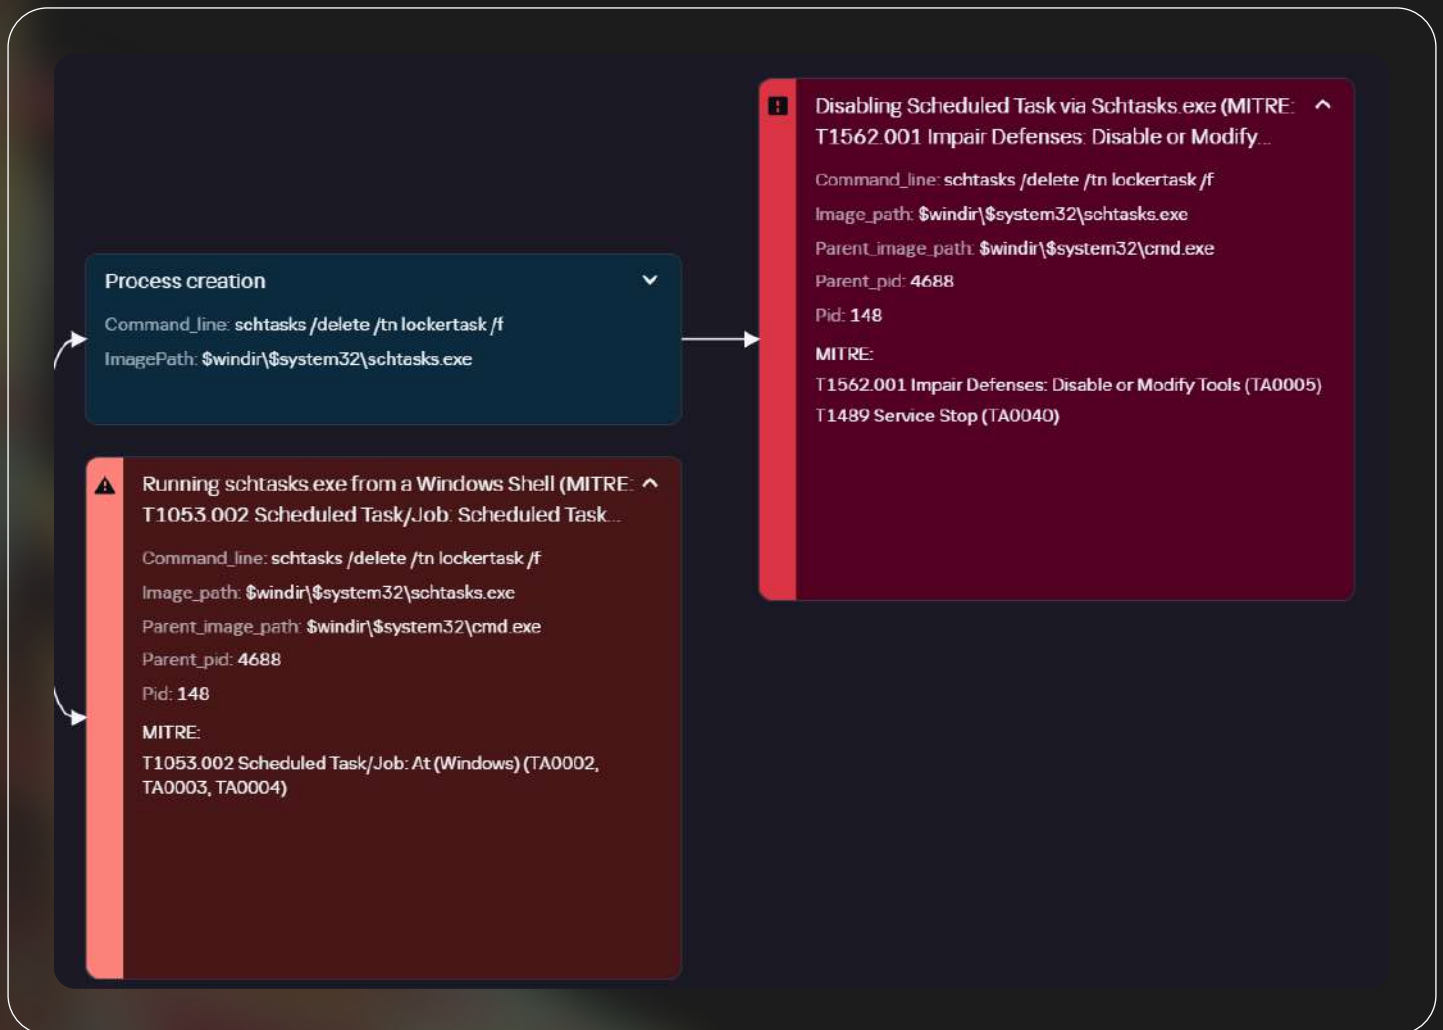 Process creation
Command_line: schtasks /delete /tn lockertask /f
ImagePath: $windir\$system32\schtasks.exe
Running schtasks.exe from a Windows Shell (MITRE:
T1053.002 Scheduled Task/Job: Scheduled Task...
Command_line: schtasks /delete /tn lockertask /f
Image_path: $windir\$system32\schtasks.exe
Parent_image_path: $windir\$system32\cmd.exe
Parent_pid: 4688
Pid: 148
MITRE:
T1053.002 Scheduled Task/Job: At (Windows) (TA0002,
TA0003, TA0004)
Disabling Scheduled Task via Schtasks.exe (MITRE:
T1562.001 Impair Defenses: Disable or Modify...
Command_line: schtasks /delete /tn lockertask /f
Image_path: $windir\$system32\schtasks.exe
Parent_image_path: $windir\$system32\cmd.exe
Parent_pid: 4688
Pid: 148
MITRE:
T1562.001 Impair Defenses: Disable or Modify Tools (TA0005)
T1489 Service Stop (TA0040)